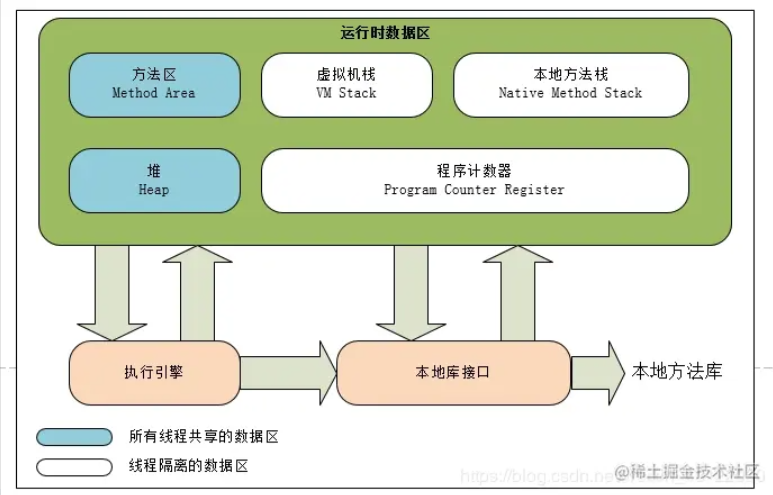 运行时数据区
方法区
Method Area
虚拟机栈
VM Stack
本地方法栈
Native Method Stack
堆
Heap
程序计数器
Program Counter Register
执行引擎
本地库接口
本地方法库
所有线程共享的数据区
线程隔离的数据区
https://blog.csdn.ne
@稀土掘金技术社区